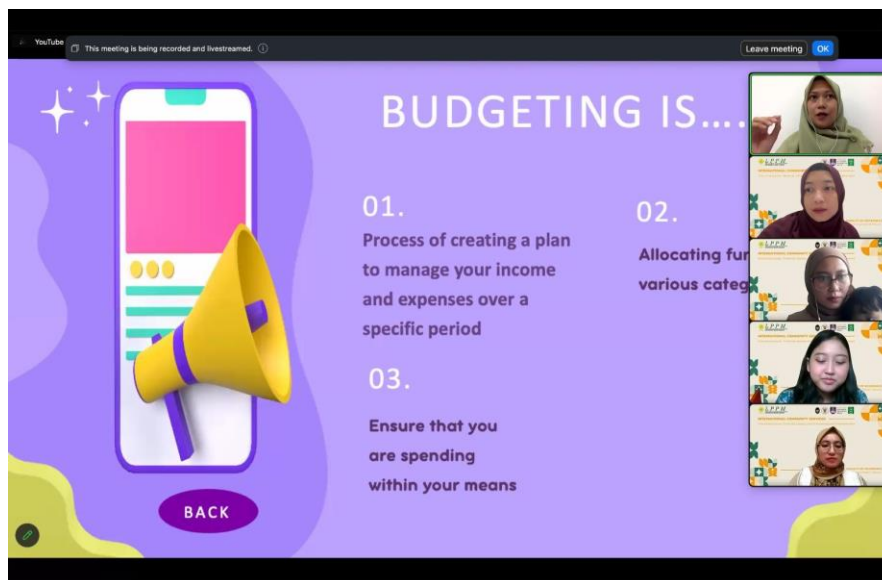 YouTube
This meeting is being recorded and livestreamed.
Leave meeting
OK
BUDGETING IS....
01.
Process of creating a plan
to manage your income
and expenses over a
specific period
02.
Allocating
various
03.
Ensure that you
are spending
within your means
BACK